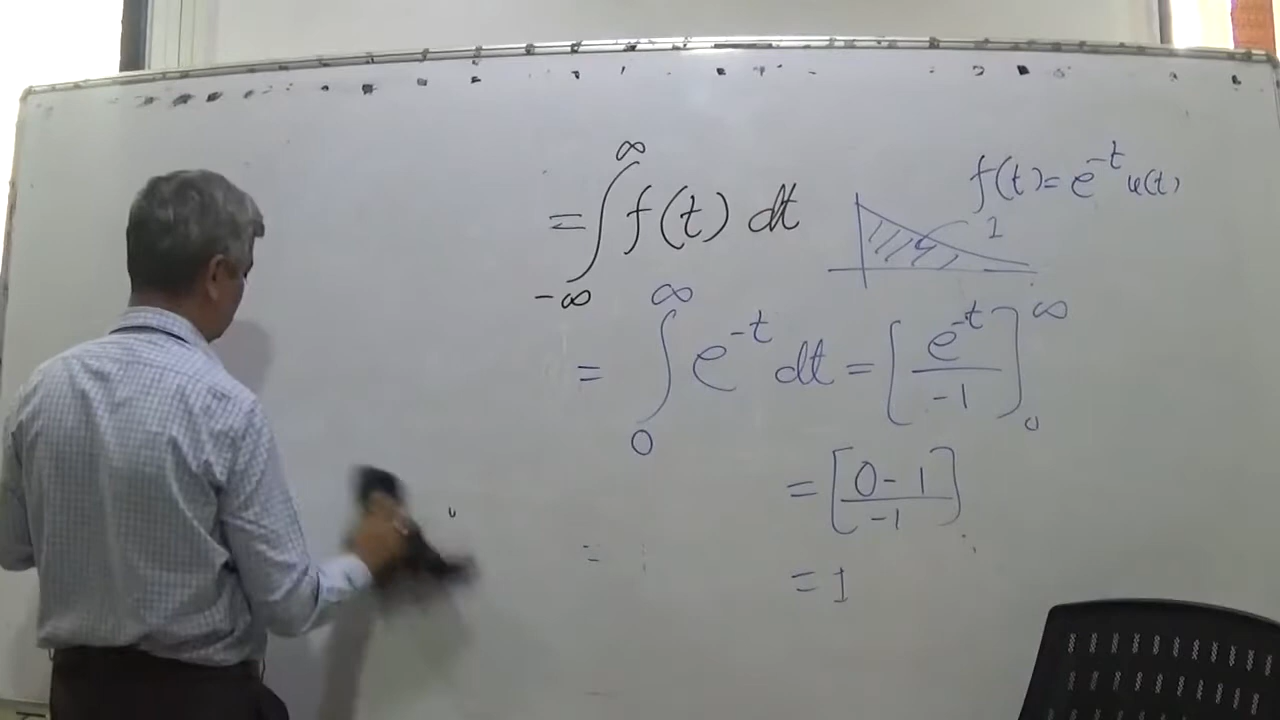 f(t) = e^{-t} u(t)
= ∫_{-∞}^{∞} f(t) dt
1
= ∫_{0}^{∞} e^{-t} dt = [e^{-t}/-1]_{0}^{∞}
= [0 - 1/-1]
= 1